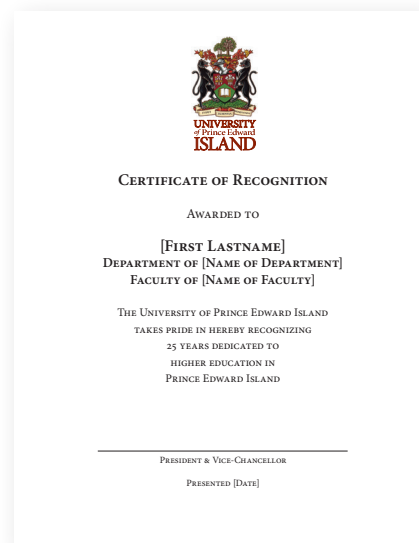 UNIVERSITY
of Prince Edward
ISLAND
Certificate of Recognition
Awarded to
[First Lastname]
Department of [Name of Department]
Faculty of [Name of Faculty]
The University of Prince Edward Island
takes pride in hereby recognizing
25 years dedicated to
higher education in
Prince Edward Island
President & Vice-Chancellor
Presented [Date]